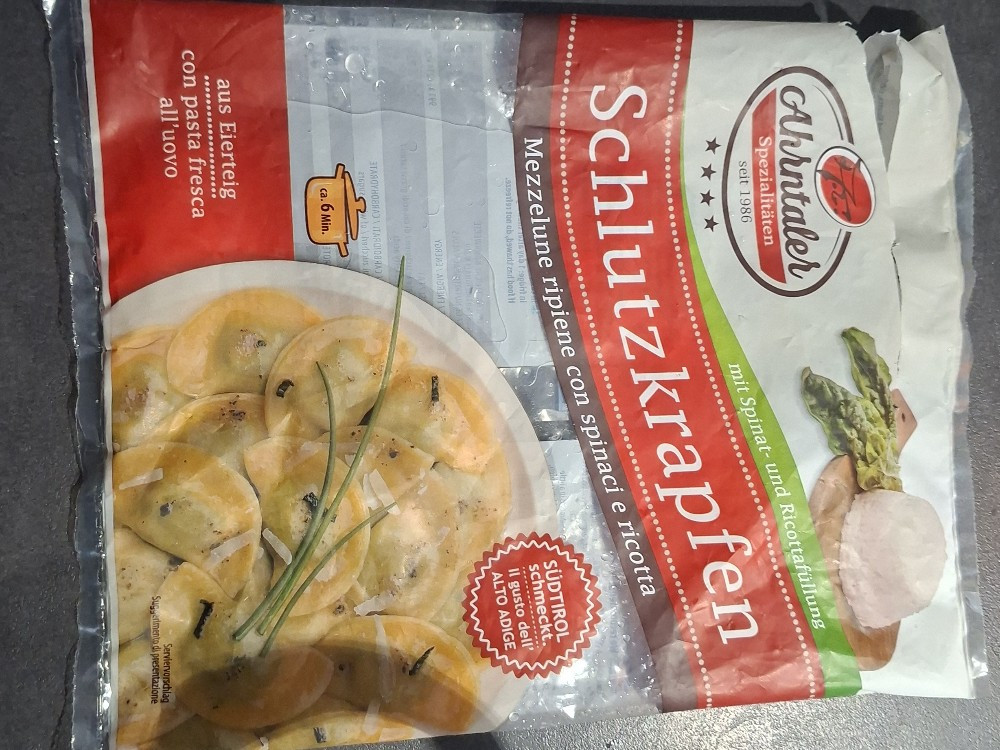 Ahrntaler
Spezialitäten
seit 1986
mit Spinat- und Ricottafüllung
Schlutzkrapfen
Mezzelune ripiene con spinaci e ricotta
ca. 6 Min.
aus Eierteig
con pasta fresca
all'uovo
SÜDTIROL
schmeckt.
Il gusto dell'
ALTO ADIGE
Serviervorschlag
Suggerimento di presentazione